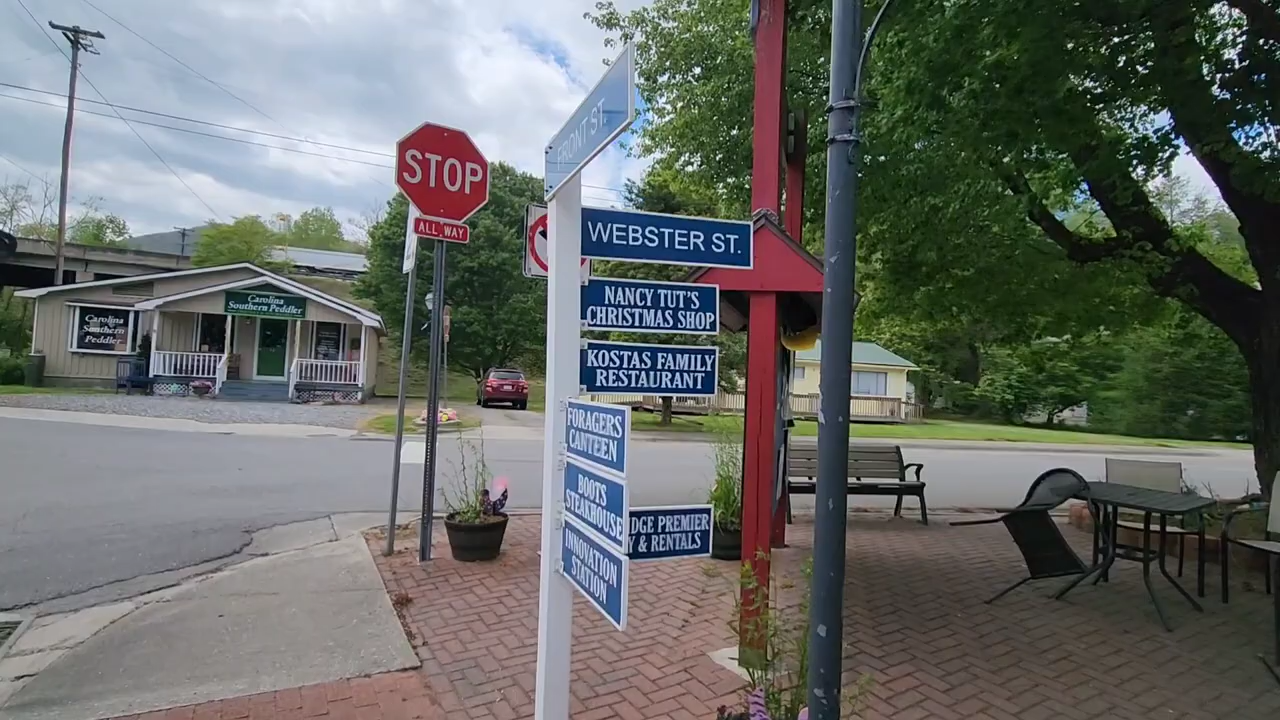 FRONT ST.
STOP
ALL WAY
WEBSTER ST.
NANCY TUT'S
CHRISTMAS SHOP
KOSTAS FAMILY
RESTAURANT
FORAGERS
CANTEEN
BOOTS
STEAKHOUSE
INNOVATION
STATION
DGE PREMIER
Y & RENTALS
Carolina
Southern Peddler
Carolina
Southern
Peddler